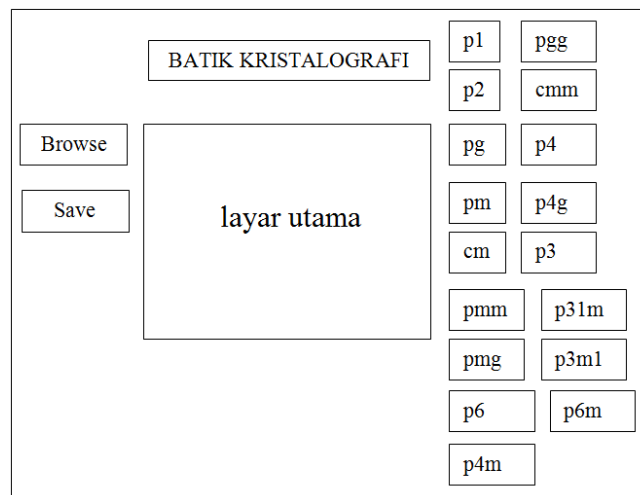 BATIK KRISTALOGRAFI
Browse
Save
layar utama
p1 pgg
p2 cmm
pg p4
pm p4g
cm p3
pmm p31m
pmg p3m1
p6 p6m
p4m